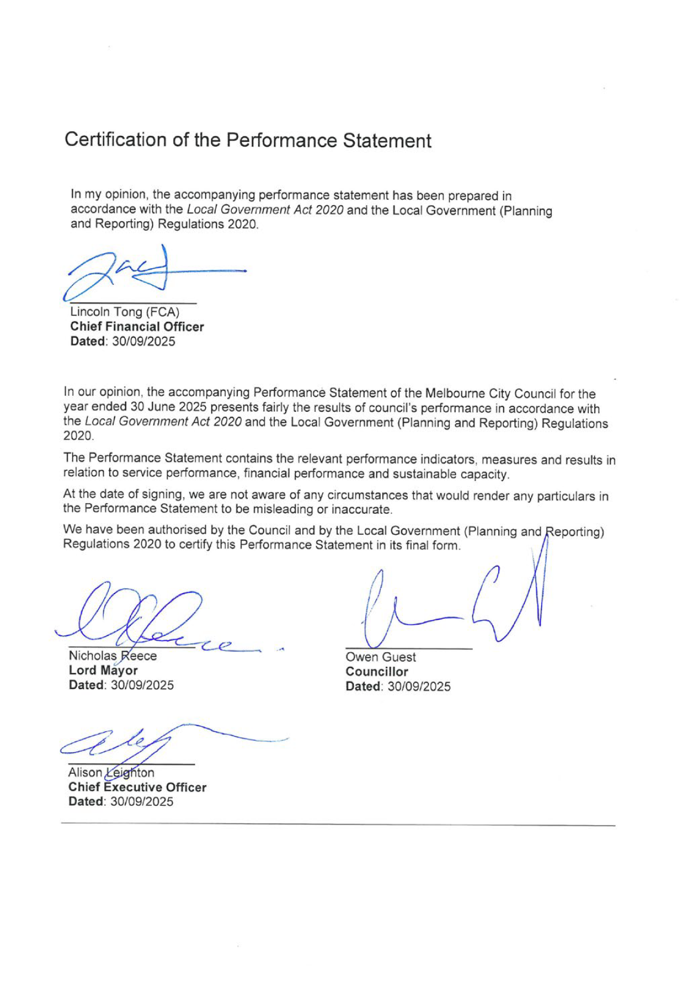 Certification of the Performance Statement
In my opinion, the accompanying performance statement has been prepared in
accordance with the Local Government Act 2020 and the Local Government (Planning
and Reporting) Regulations 2020.
Lincoln Tong (FCA)
Chief Financial Officer
Dated: 30/09/2025
In our opinion, the accompanying Performance Statement of the Melbourne City Council for the
year ended 30 June 2025 presents fairly the results of council's performance in accordance with
the Local Government Act 2020 and the Local Government (Planning and Reporting) Regulations
2020.
The Performance Statement contains the relevant performance indicators, measures and results in
relation to service performance, financial performance and sustainable capacity.
At the date of signing, we are not aware of any circumstances that would render any particulars in
the Performance Statement to be misleading or inaccurate.
We have been authorised by the Council and by the Local Government (Planning and Reporting)
Regulations 2020 to certify this Performance Statement in its final form.
Nicholas Reece
Lord Mayor
Dated: 30/09/2025
Owen Guest
Councillor
Dated: 30/09/2025
Alison Leighton
Chief Executive Officer
Dated: 30/09/2025